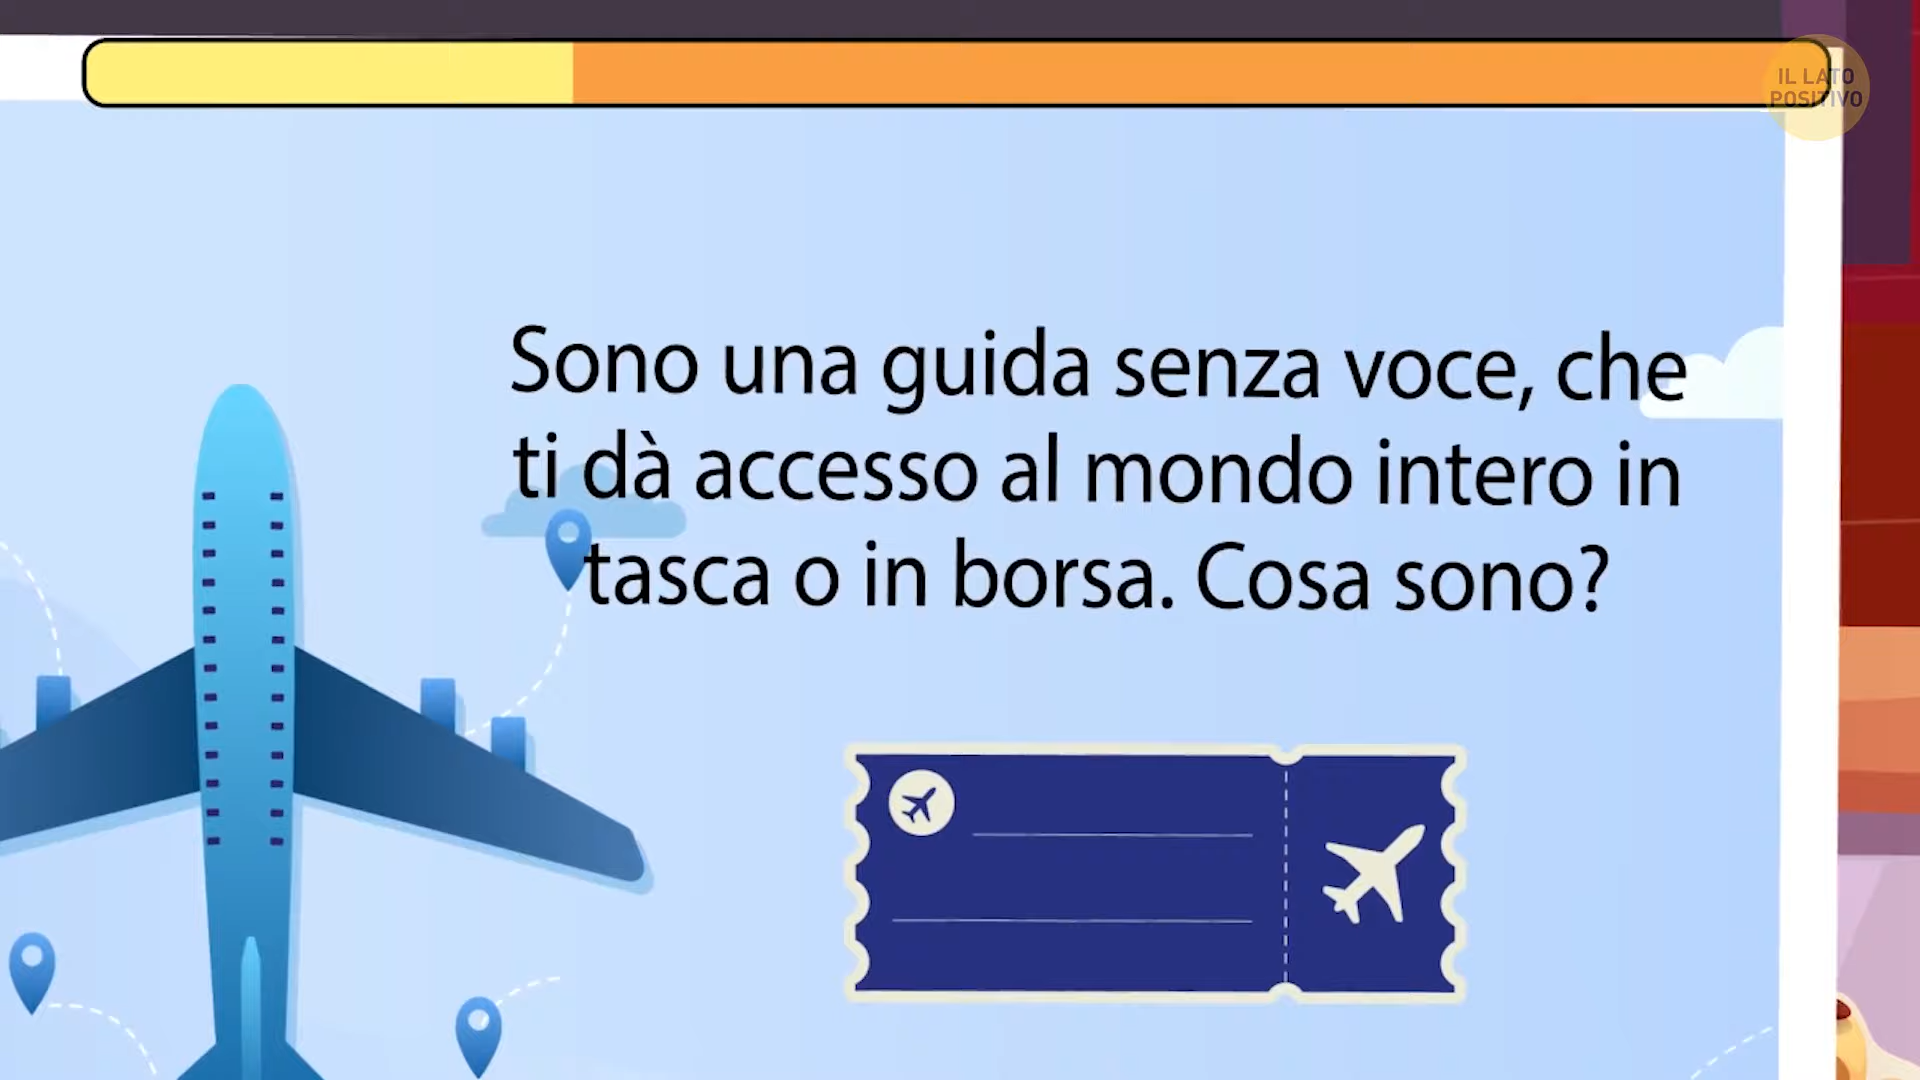 IL LATO
POSITIVO
Sono una guida senza voce, che
ti dà accesso al mondo intero in
tasca o in borsa. Cosa sono?